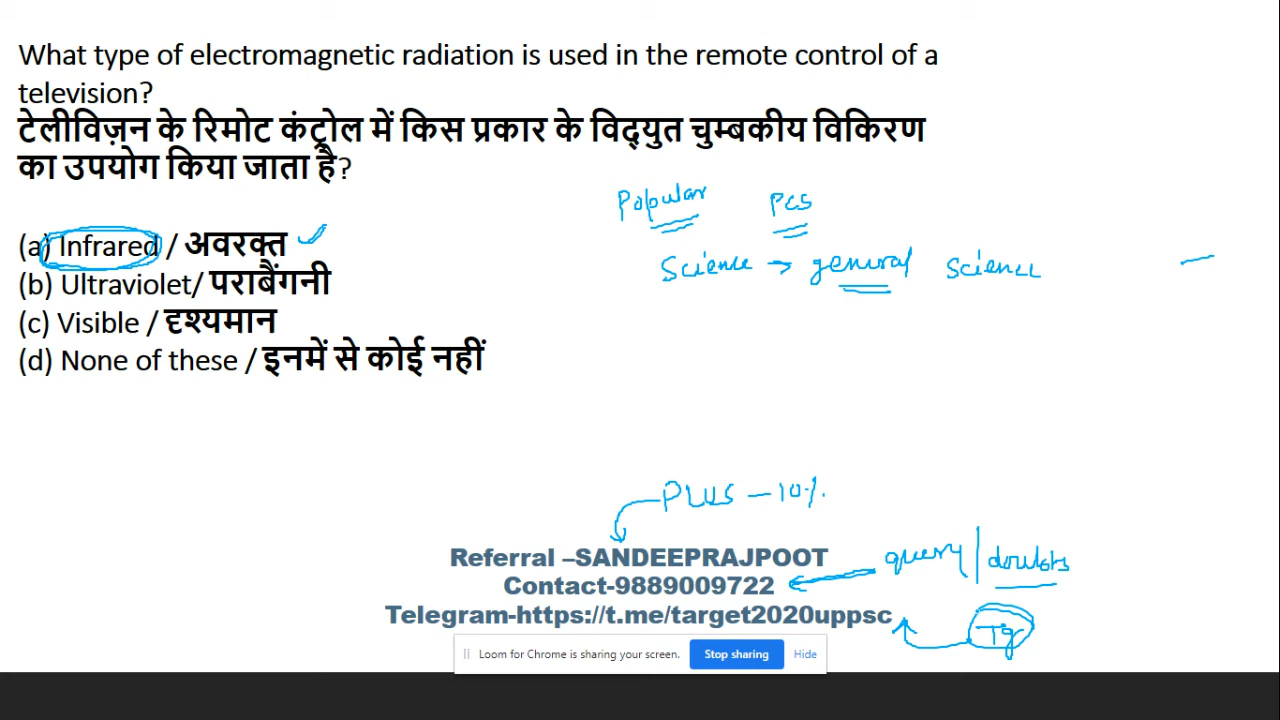 What type of electromagnetic radiation is used in the remote control of a
television?
टेलीविज़न के रिमोट कंट्रोल में किस प्रकार के विद्युत चुम्बकीय विकिरण
का उपयोग किया जाता है?
Popular PCS
(a) Infrared / अवरक्त
Science → general Science
(b) Ultraviolet/ पराबैंगनी
(c) Visible / दृश्यमान
(d) None of these / इनमें से कोई नहीं
PLUS – 10%
Referral –SANDEEPRAJPOOT
query | doubts
Contact-9889009722
Telegram-https://t.me/target2020uppsc
Tg
Loom for Chrome is sharing your screen. Stop sharing Hide